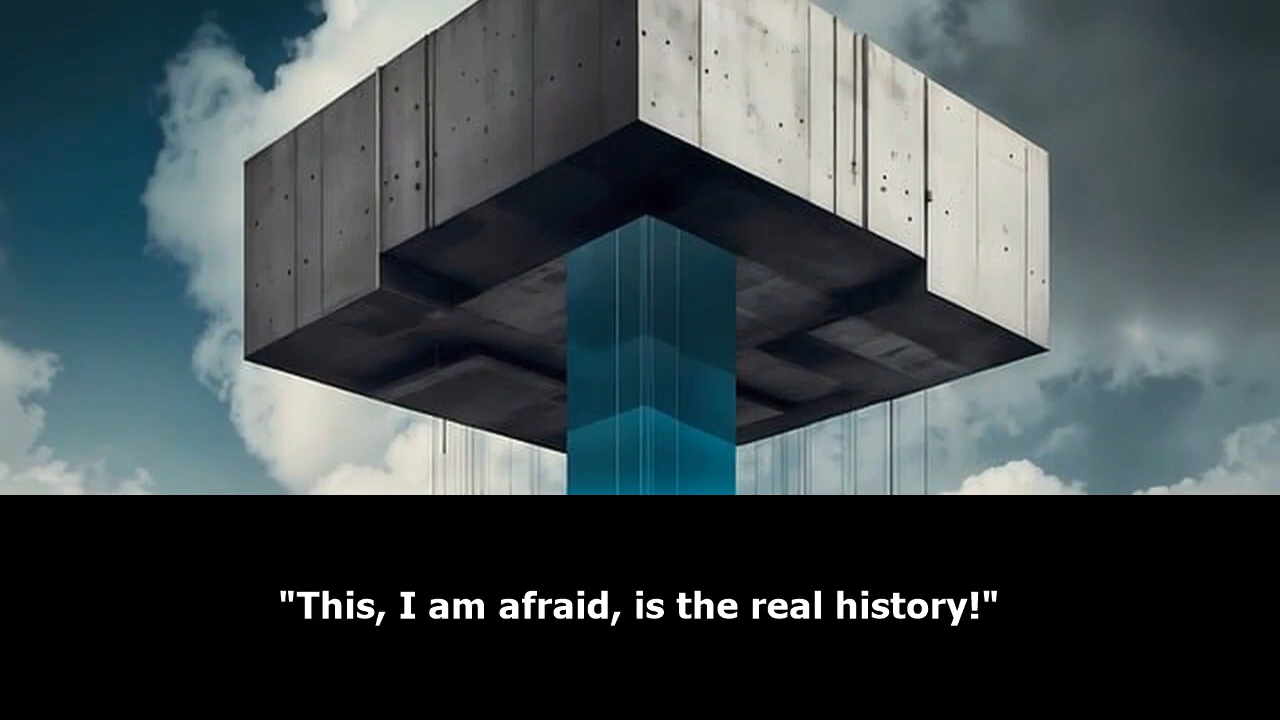 "This, I am afraid, is the real history!"